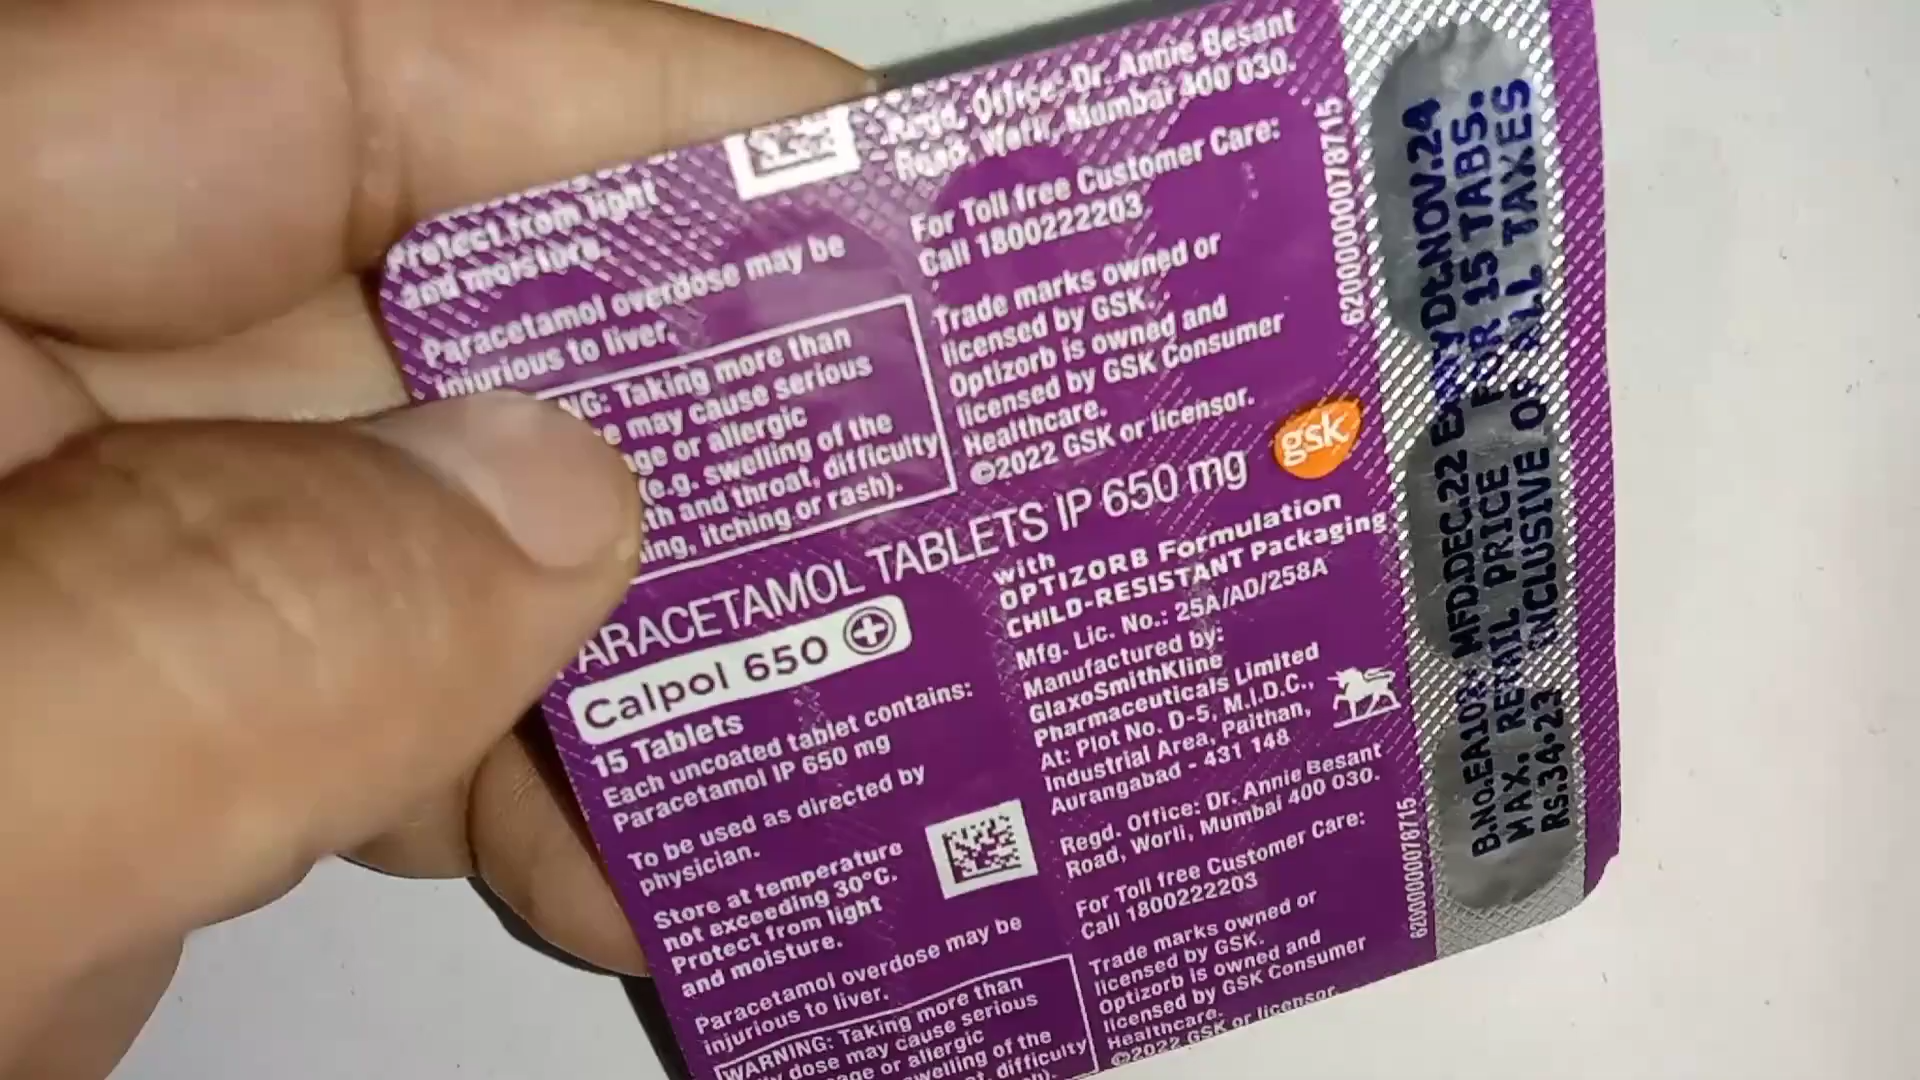 Regd. Office: Dr. Annie Besant
Road, Worli, Mumbai 400 030.
For Toll free Customer Care:
Call 1800222203
Trade marks owned or
licensed by GSK.
Optizorb is owned and
licensed by GSK Consumer
Healthcare.
©2022 GSK or licensor.
gsk
620000000078715
Protect from light
and moisture.
Paracetamol overdose may be
injurious to liver.
Taking more than
may cause serious
or allergic
(e.g. swelling of the
and throat, difficulty
itching or rash).
ARACETAMOL TABLETS IP 650 mg
Calpol 650 +
15 Tablets
Each uncoated tablet contains:
Paracetamol IP 650 mg
To be used as directed by
physician.
Store at temperature
not exceeding 30°C.
Protect from light
and moisture.
Paracetamol overdose may be
injurious to liver.
WARNING: Taking more than
dose may cause serious
or allergic
swelling of the
difficulty
with
OPTIZORB Formulation
CHILD-RESISTANT Packaging
Mfg. Lic. No.: 25A/AD/258A
Manufactured by:
GlaxoSmithKline
Pharmaceuticals Limited
At: Plot No. D-5, M.I.D.C.,
Industrial Area, Paithan,
Aurangabad - 431 148
Regd. Office: Dr. Annie Besant
Road, Worli, Mumbai 400 030.
For Toll free Customer Care:
Call 1800222203
Trade marks owned or
licensed by GSK.
Optizorb is owned and
licensed by GSK Consumer
Healthcare.
©2022 GSK or licensor.
620000000078715
B.NO.EA102 MFD.DEC.22 EXPIRYDt.NOV.24
MAX. RETAIL PRICE FOR 15 TABS.
RS.34.23 INCLUSIVE OF ALL TAXES